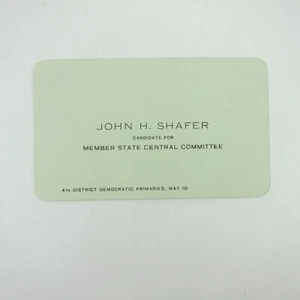 JOHN H. SHAFER
CANDIDATE FOR
MEMBER STATE CENTRAL COMMITTEE
4TH DISTRICT DEMOCRATIC PRIMARIES, MAY 10